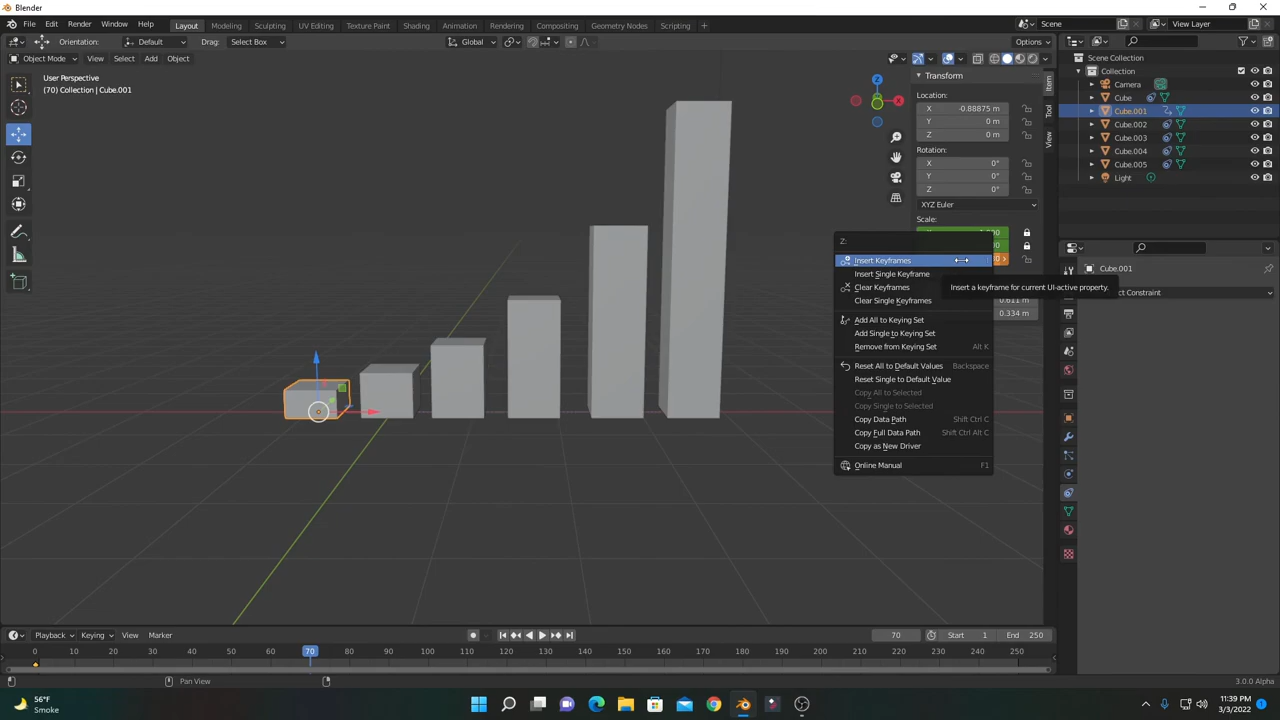 Blender
File Edit Render Window Help Layout Modeling Sculpting UV Editing Texture Paint Shading Animation Rendering Compositing Geometry Nodes Scripting + Scene View Layer
Orientation: Default Drag: Select Box Global Options
Object Mode View Select Add Object
User Perspective
(70) Collection | Cube.001
Z
X
Transform
Location:
X -0.88875 m
Y 0 m
Z 0 m
Rotation:
X 0°
Y 0°
Z 0°
XYZ Euler
Scale:
Item
Tool
View
Z:
Insert Keyframes I
Insert Single Keyframe
Clear Keyframes
Clear Single Keyframes
Add All to Keying Set
Add Single to Keying Set
Remove from Keying Set Alt K
Reset All to Default Values Backspace
Reset Single to Default Value
Copy All to Selected
Copy Single to Selected
Copy Data Path Shift Ctrl C
Copy Full Data Path Shift Ctrl Alt C
Copy as New Driver
Online Manual F1
Insert a keyframe for current UI-active property.
0.611 m
0.334 m
Scene Collection
Collection
Camera
Cube
Cube.001
Cube.002
Cube.003
Cube.004
Cube.005
Light
Cube.001
ect Constraint
Playback Keying View Marker 70 Start 1 End 250
0 10 20 30 40 50 60 70 80 90 100 110 120 130 140 150 160 170 180 190 200 210 220 230 240 250
Pan View 3.0.0 Alpha
56°F
Smoke
11:39 PM
3/3/2022